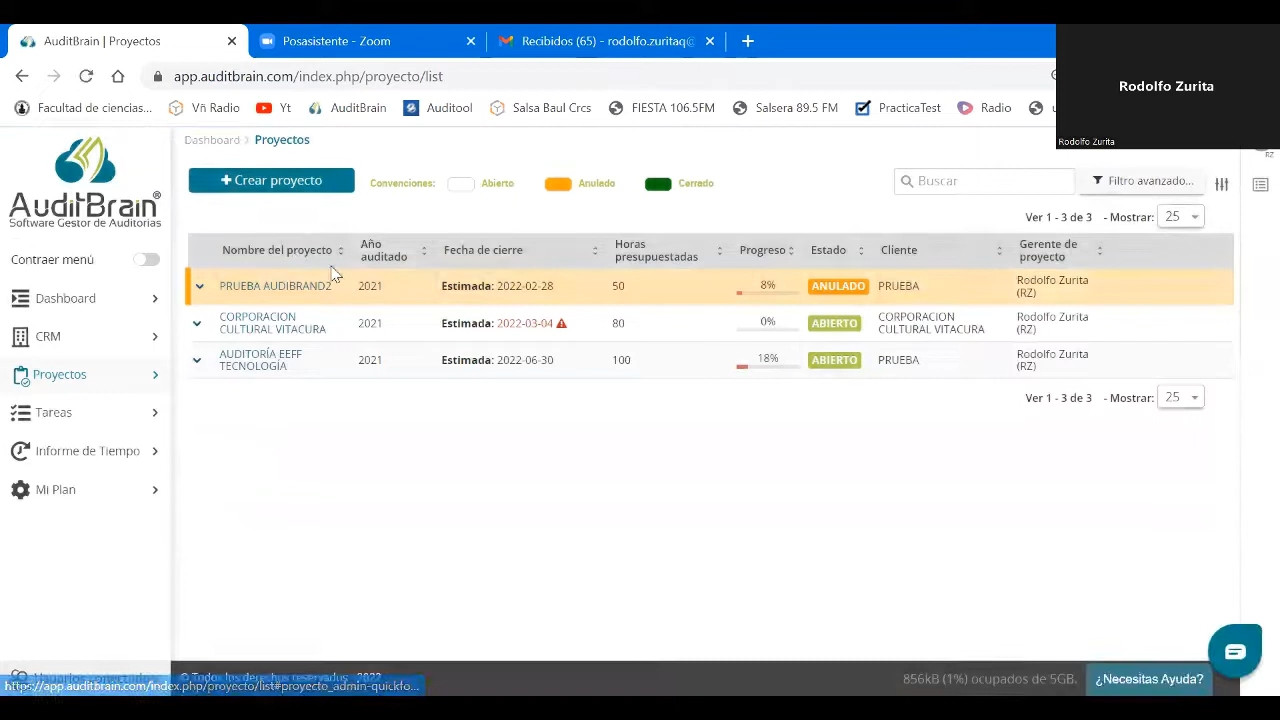 AuditBrain | Proyectos
Posasistente - Zoom
Recibidos (65) - rodolfo.zuritaq@
Rodolfo Zurita
Rodolfo Zurita
app.auditbrain.com/index.php/proyecto/list
Facultad de ciencias...
Vñ Radio
Yt
AuditBrain
Auditool
Salsa Baul Crcs
FIESTA 106.5FM
Salsera 89.5 FM
PracticaTest
Radio
RZ
AuditBrain®
Software Gestor de Auditorias
Contraer menú
Dashboard
CRM
Proyectos
Tareas
Informe de Tiempo
Mi Plan
Dashboard > Proyectos
+ Crear proyecto
Convenciones: Abierto Anulado Cerrado
Buscar
Filtro avanzado...
Ver 1 - 3 de 3 - Mostrar: 25
Nombre del proyecto Año auditado Fecha de cierre Horas presupuestadas Progreso Estado Cliente Gerente de proyecto
PRUEBA AUDIBRAND2 2021 Estimada: 2022-02-28 50 8% ANULADO PRUEBA Rodolfo Zurita (RZ)
CORPORACION CULTURAL VITACURA 2021 Estimada: 2022-03-04 80 0% ABIERTO CORPORACION CULTURAL VITACURA Rodolfo Zurita (RZ)
AUDITORÍA EEFF TECNOLOGÍA 2021 Estimada: 2022-06-30 100 18% ABIERTO PRUEBA Rodolfo Zurita (RZ)
Ver 1 - 3 de 3 - Mostrar: 25
© Todos los derechos reservados 2022
856kB (1%) ocupados de 5GB.
¿Necesitas Ayuda?
https://app.auditbrain.com/index.php/proyecto/list#proyecto_admin-quickfo...